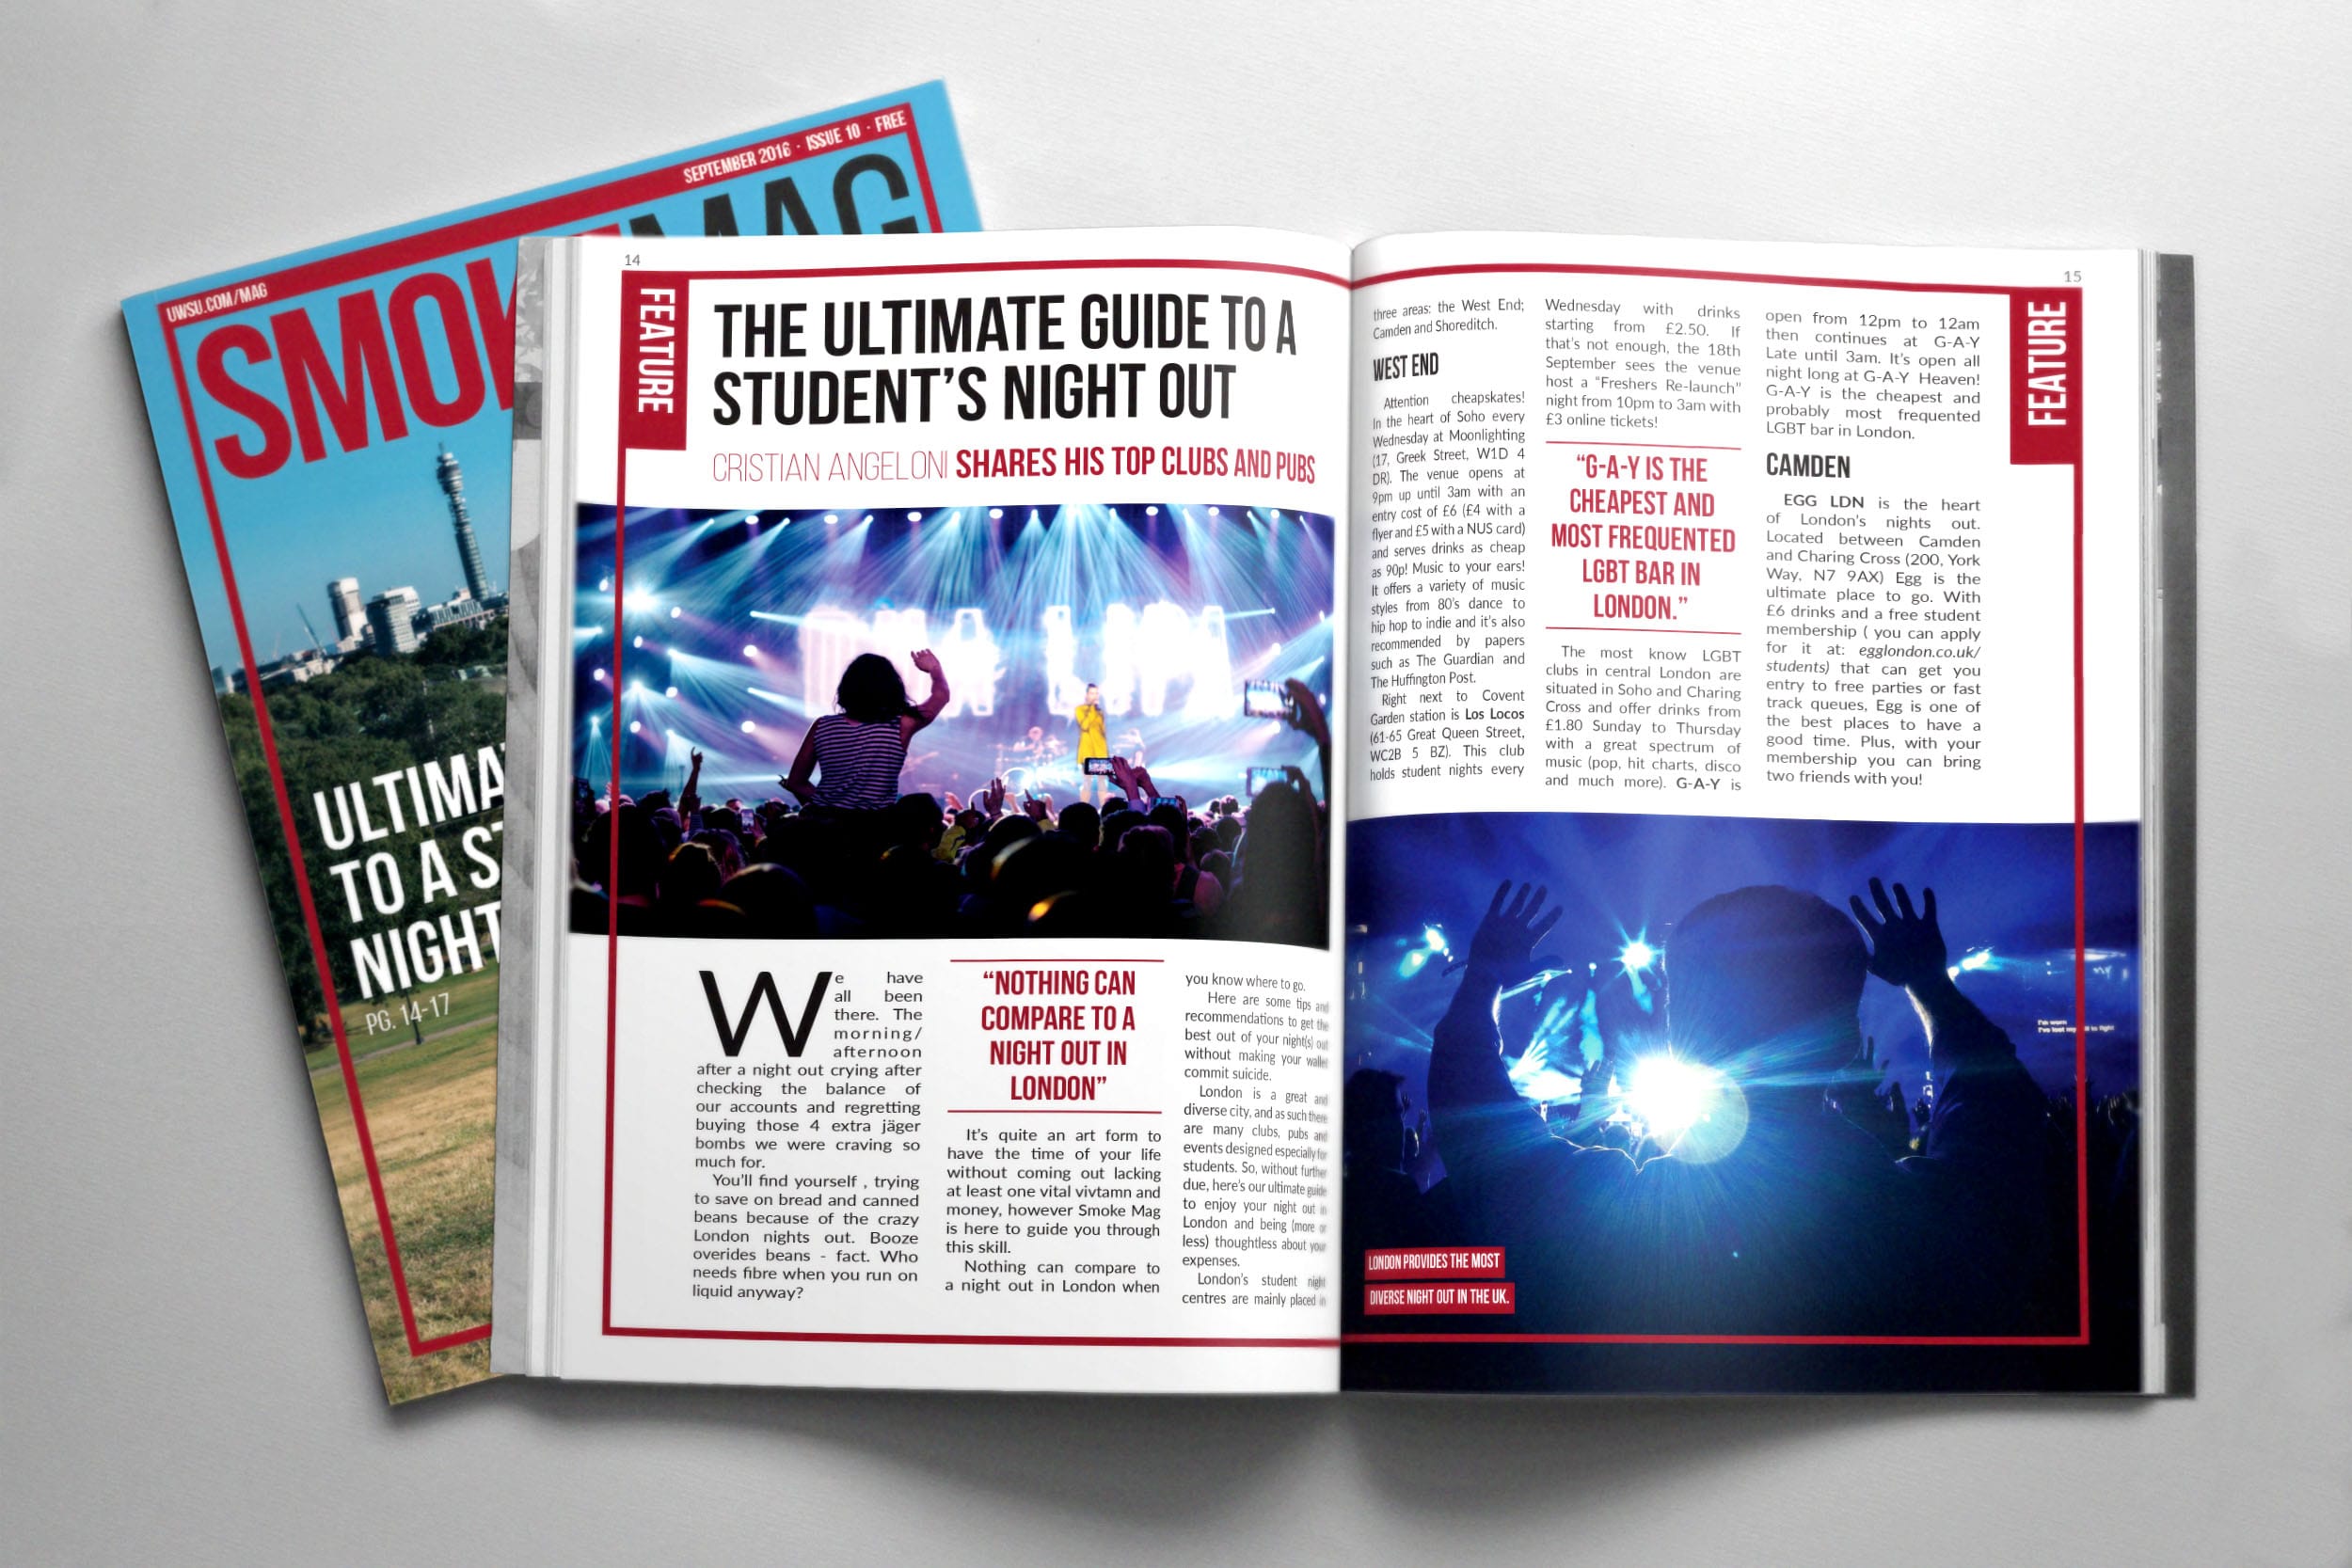 SEPTEMBER 2016 · ISSUE 10 · FREE
UWSU.COM/MAG
MAG
ULTIMA
TO A ST
NIGHT
PG. 14-17
14
FEATURE
THE ULTIMATE GUIDE TO A
STUDENT'S NIGHT OUT
CRISTIAN ANGELONI SHARES HIS TOP CLUBS AND PUBS
We have
all been
there. The
morning/
afternoon
after a night out crying after
checking the balance of
our accounts and regretting
buying those 4 extra jäger
bombs we were craving so
much for.
You'll find yourself , trying
to save on bread and canned
beans because of the crazy
London nights out. Booze
overides beans - fact. Who
needs fibre when you run on
liquid anyway?
“NOTHING CAN
COMPARE TO A
NIGHT OUT IN
LONDON”
It's quite an art form to
have the time of your life
without coming out lacking
at least one vital vivtamn and
money, however Smoke Mag
is here to guide you through
this skill.
Nothing can compare to
a night out in London when
you know where to go.
Here are some tips and
recommendations to get the
best out of your night(s) out
without making your wallet
commit suicide.
London is a great and
diverse city, and as such there
are many clubs, pubs and
events designed especially for
students. So, without further
due, here's our ultimate guide
to enjoy your night out in
London and being (more or
less) thoughtless about your
expenses.
London's student night
centres are mainly placed in
15
FEATURE
three areas: the West End;
Camden and Shoreditch.
WEST END
Attention cheapskates!
In the heart of Soho every
Wednesday at Moonlighting
(17, Greek Street, W1D 4
DR). The venue opens at
9pm up until 3am with an
entry cost of £6 (£4 with a
flyer and £5 with a NUS card)
and serves drinks as cheap
as 90p! Music to your ears!
It offers a variety of music
styles from 80's dance to
hip hop to indie and it's also
recommended by papers
such as The Guardian and
The Huffington Post.
Right next to Covent
Garden station is Los Locos
(61-65 Great Queen Street,
WC2B 5 BZ). This club
holds student nights every
Wednesday with drinks
starting from £2.50. If
that's not enough, the 18th
September sees the venue
host a “Freshers Re-launch”
night from 10pm to 3am with
£3 online tickets!
“G-A-Y IS THE
CHEAPEST AND
MOST FREQUENTED
LGBT BAR IN
LONDON.”
The most know LGBT
clubs in central London are
situated in Soho and Charing
Cross and offer drinks from
£1.80 Sunday to Thursday
with a great spectrum of
music (pop, hit charts, disco
and much more). G-A-Y is
open from 12pm to 12am
then continues at G-A-Y
Late until 3am. It's open all
night long at G-A-Y Heaven!
G-A-Y is the cheapest and
probably most frequented
LGBT bar in London.
CAMDEN
EGG LDN is the heart
of London's nights out.
Located between Camden
and Charing Cross (200, York
Way, N7 9AX) Egg is the
ultimate place to go. With
£6 drinks and a free student
membership ( you can apply
for it at: egglondon.co.uk/
students) that can get you
entry to free parties or fast
track queues, Egg is one of
the best places to have a
good time. Plus, with your
membership you can bring
two friends with you!
LONDON PROVIDES THE MOST
DIVERSE NIGHT OUT IN THE UK.